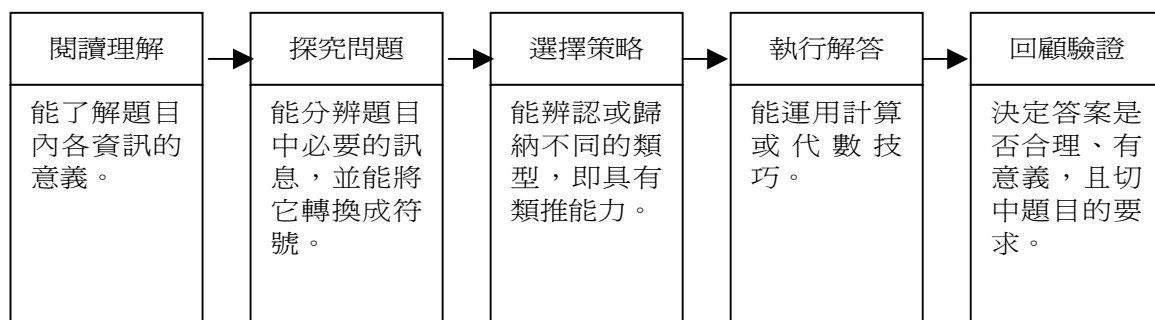 閱讀理解
能了解題目
內各資訊的
意義。
探究問題
能分辨題目
中必要的訊
息，並能將
它轉換成符
號。
選擇策略
能辨認或歸
納不同的類
型，即具有
類推能力。
執行解答
能運用計算
或代數技
巧。
回顧驗證
決定答案是
否合理、有
意義，且切
中題目的要
求。